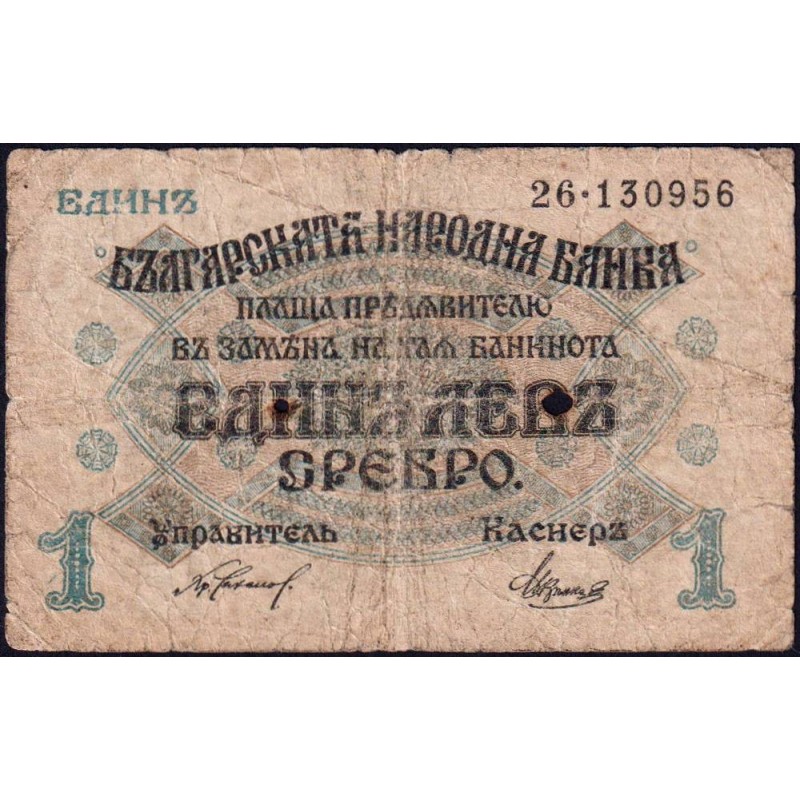 ЕДИНЪ
26·130956
БЪЛГАРСКАТА НАРОДНА БАНКА
ПЛАЩА ПРѢДЯВИТЕЛЮ
ВЪ ЗАМѢНА НА ТАЯ БАНКНОТА
ЕДИНЪ ЛЕВЪ
СРЕБРО.
УПРАВИТЕЛЬ КАСИЕРЪ
1 1